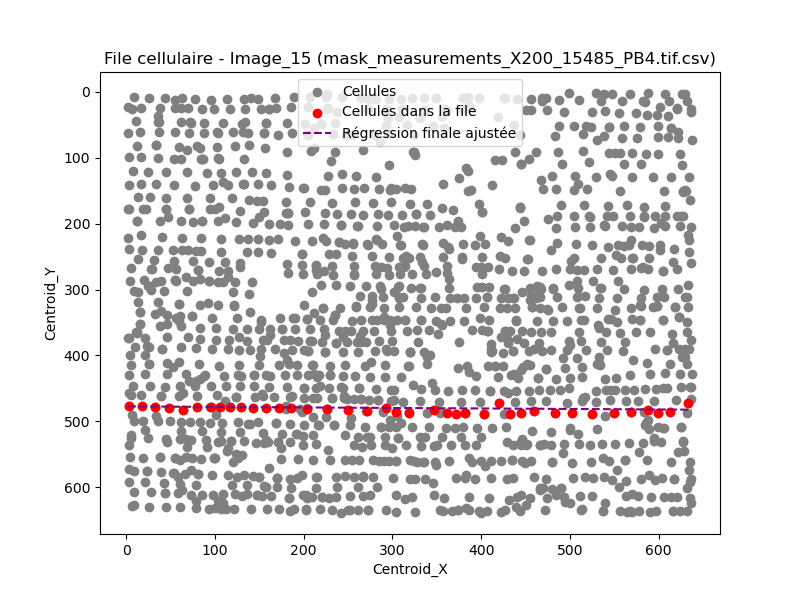 File cellulaire - Image_15 (mask_measurements_X200_15485_PB4.tif.csv)
Cellules
Cellules dans la file
Régression finale ajustée
Centroid_Y
0
100
200
300
400
500
600
0 100 200 300 400 500 600
Centroid_X